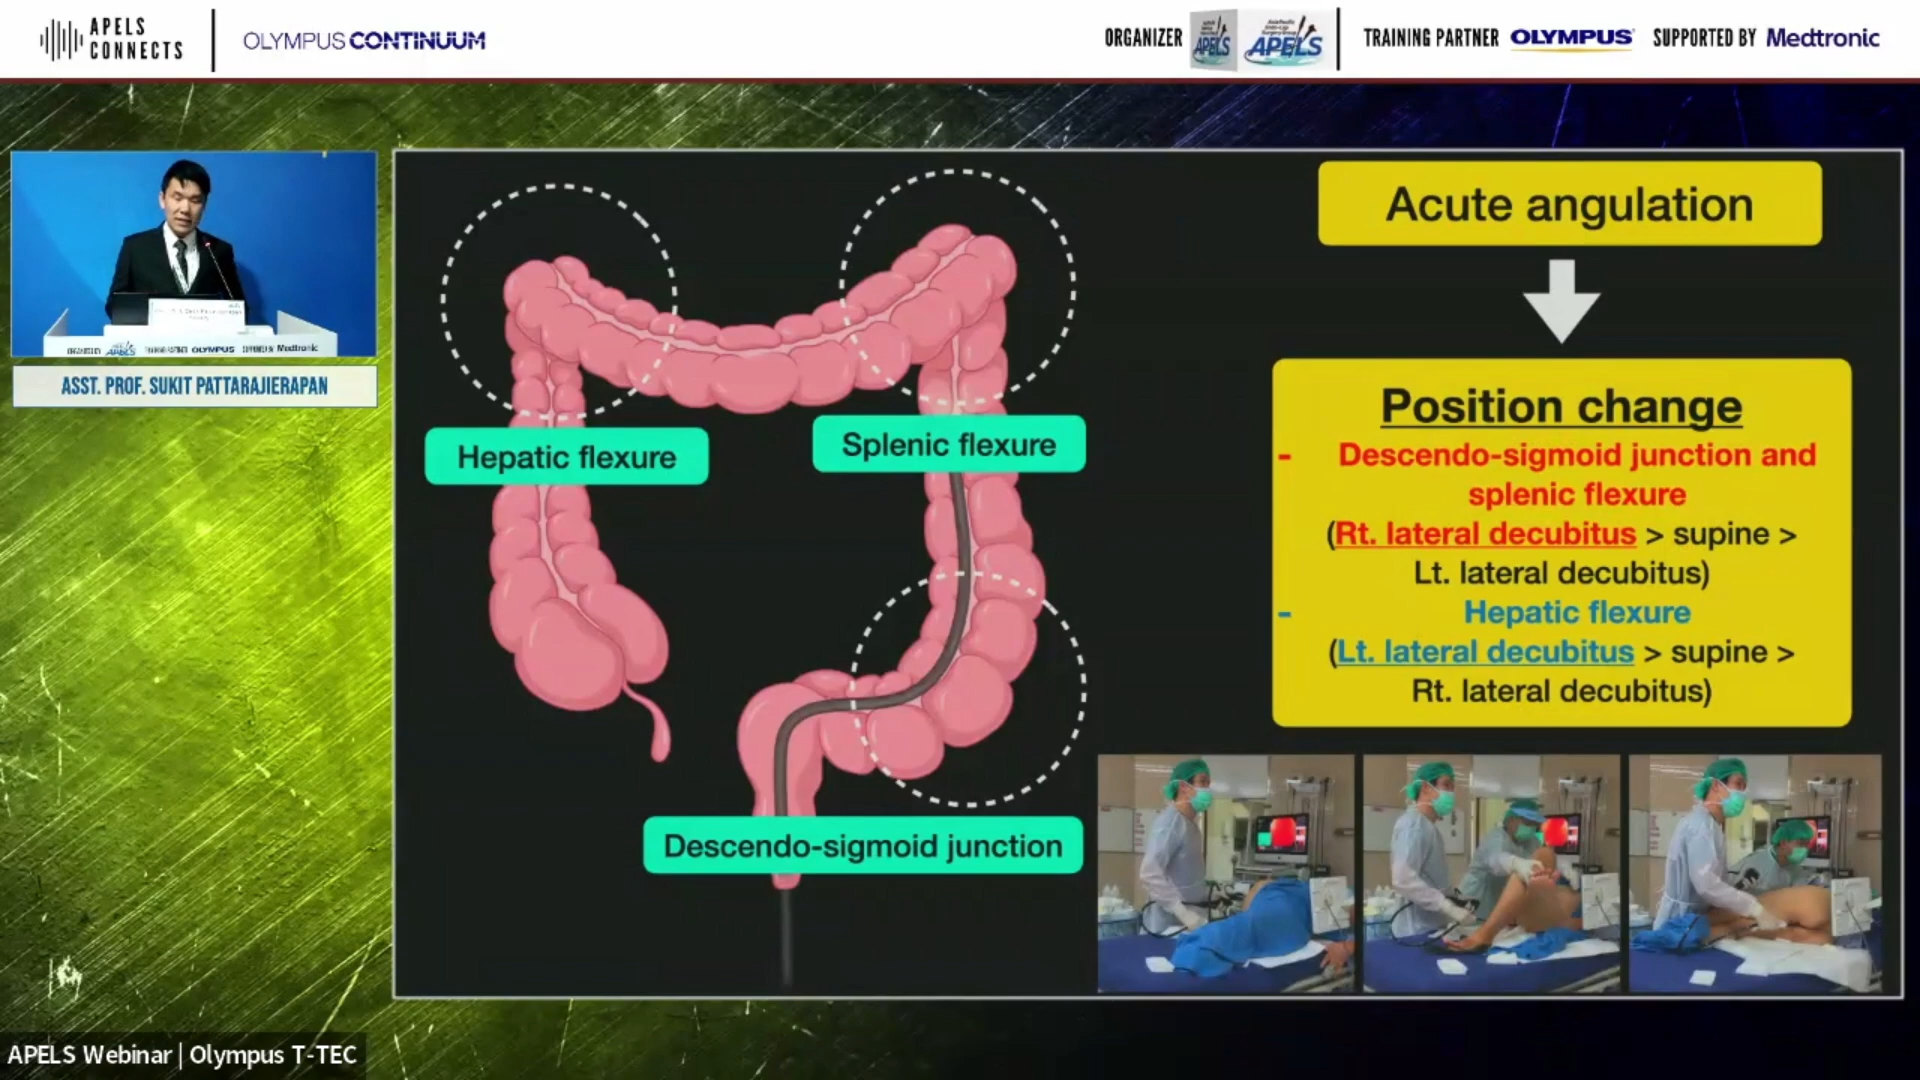 APELS
CONNECTS
OLYMPUS CONTINUUM
ORGANIZER
APELS
APELS
TRAINING PARTNER OLYMPUS SUPPORTED BY Medtronic
ASST. PROF. SUKIT PATTARAJIERAPAN
Acute angulation
Position change
- Descendo-sigmoid junction and
splenic flexure
(Rt. lateral decubitus > supine >
Lt. lateral decubitus)
- Hepatic flexure
(Lt. lateral decubitus > supine >
Rt. lateral decubitus)
Hepatic flexure
Splenic flexure
Descendo-sigmoid junction
APELS Webinar | Olympus T-TEC